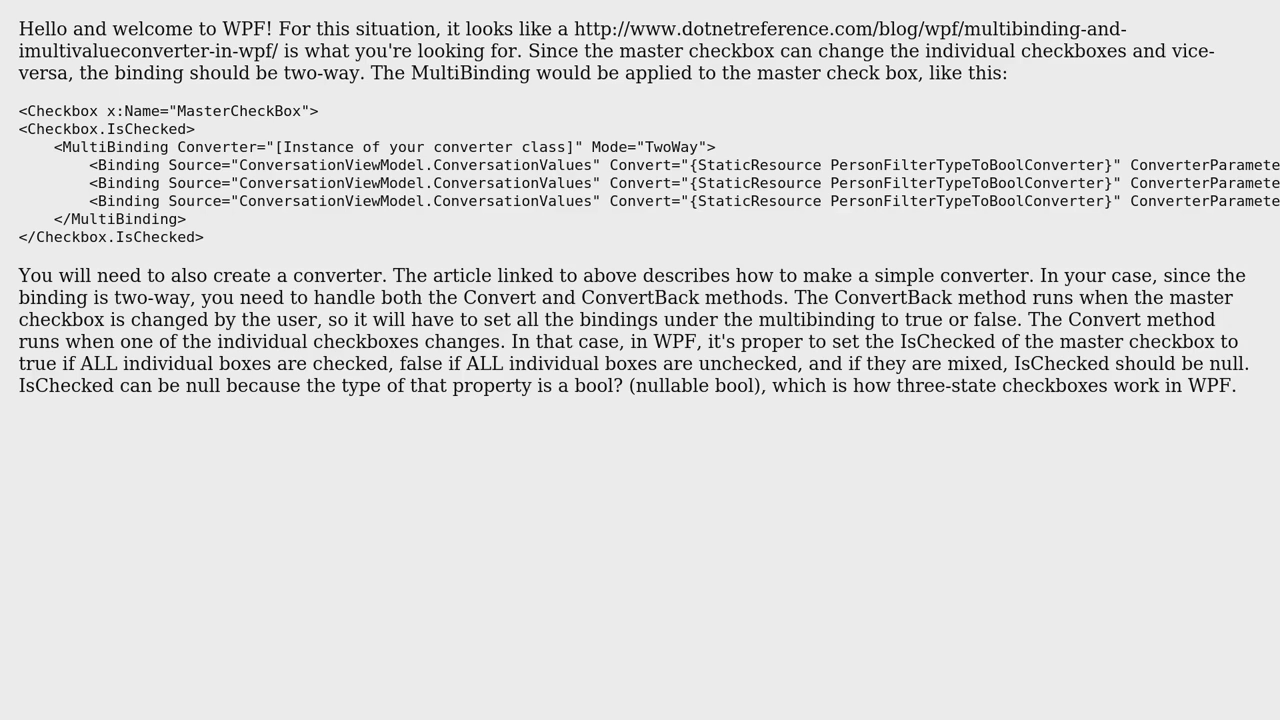 Hello and welcome to WPF! For this situation, it looks like a http://www.dotnetreference.com/blog/wpf/multibinding-and-
imultivalueconverter-in-wpf/ is what you're looking for. Since the master checkbox can change the individual checkboxes and vice-
versa, the binding should be two-way. The MultiBinding would be applied to the master check box, like this:
<Checkbox x:Name="MasterCheckBox">
<Checkbox.IsChecked>
    <MultiBinding Converter="[Instance of your converter class]" Mode="TwoWay">
        <Binding Source="ConversationViewModel.ConversationValues" Convert="{StaticResource PersonFilterTypeToBoolConverter}" ConverterParamete
        <Binding Source="ConversationViewModel.ConversationValues" Convert="{StaticResource PersonFilterTypeToBoolConverter}" ConverterParamete
        <Binding Source="ConversationViewModel.ConversationValues" Convert="{StaticResource PersonFilterTypeToBoolConverter}" ConverterParamete
    </MultiBinding>
</Checkbox.IsChecked>
You will need to also create a converter. The article linked to above describes how to make a simple converter. In your case, since the
binding is two-way, you need to handle both the Convert and ConvertBack methods. The ConvertBack method runs when the master
checkbox is changed by the user, so it will have to set all the bindings under the multibinding to true or false. The Convert method
runs when one of the individual checkboxes changes. In that case, in WPF, it's proper to set the IsChecked of the master checkbox to
true if ALL individual boxes are checked, false if ALL individual boxes are unchecked, and if they are mixed, IsChecked should be null.
IsChecked can be null because the type of that property is a bool? (nullable bool), which is how three-state checkboxes work in WPF.